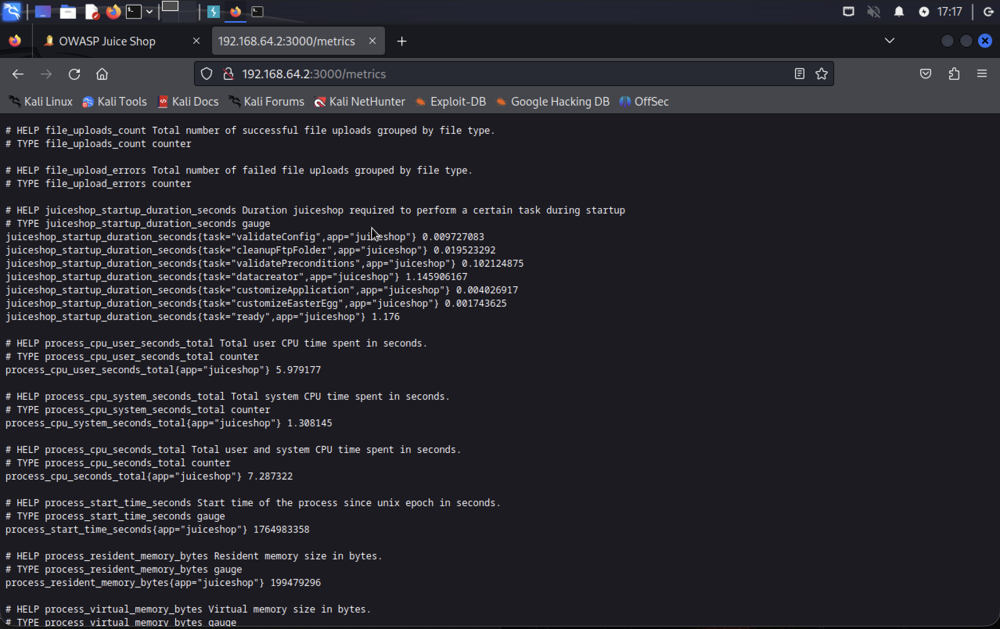 17:17
OWASP Juice Shop
192.168.64.2:3000/metrics
192.168.64.2:3000/metrics
Kali Linux Kali Tools Kali Docs Kali Forums Kali NetHunter Exploit-DB Google Hacking DB OffSec
# HELP file_uploads_count Total number of successful file uploads grouped by file type.
# TYPE file_uploads_count counter
# HELP file_upload_errors Total number of failed file uploads grouped by file type.
# TYPE file_upload_errors counter
# HELP juiceshop_startup_duration_seconds Duration juiceshop required to perform a certain task during startup
# TYPE juiceshop_startup_duration_seconds gauge
juiceshop_startup_duration_seconds{task="validateConfig",app="juiceshop"} 0.009727083
juiceshop_startup_duration_seconds{task="cleanupFtpFolder",app="juiceshop"} 0.019523292
juiceshop_startup_duration_seconds{task="validatePreconditions",app="juiceshop"} 0.102124875
juiceshop_startup_duration_seconds{task="datacreator",app="juiceshop"} 1.145906167
juiceshop_startup_duration_seconds{task="customizeApplication",app="juiceshop"} 0.004026917
juiceshop_startup_duration_seconds{task="customizeEasterEgg",app="juiceshop"} 0.001743625
juiceshop_startup_duration_seconds{task="ready",app="juiceshop"} 1.176
# HELP process_cpu_user_seconds_total Total user CPU time spent in seconds.
# TYPE process_cpu_user_seconds_total counter
process_cpu_user_seconds_total{app="juiceshop"} 5.979177
# HELP process_cpu_system_seconds_total Total system CPU time spent in seconds.
# TYPE process_cpu_system_seconds_total counter
process_cpu_system_seconds_total{app="juiceshop"} 1.308145
# HELP process_cpu_seconds_total Total user and system CPU time spent in seconds.
# TYPE process_cpu_seconds_total counter
process_cpu_seconds_total{app="juiceshop"} 7.287322
# HELP process_start_time_seconds Start time of the process since unix epoch in seconds.
# TYPE process_start_time_seconds gauge
process_start_time_seconds{app="juiceshop"} 1764983358
# HELP process_resident_memory_bytes Resident memory size in bytes.
# TYPE process_resident_memory_bytes gauge
process_resident_memory_bytes{app="juiceshop"} 199479296
# HELP process_virtual_memory_bytes Virtual memory size in bytes.
# TYPE process_virtual_memory_bytes gauge